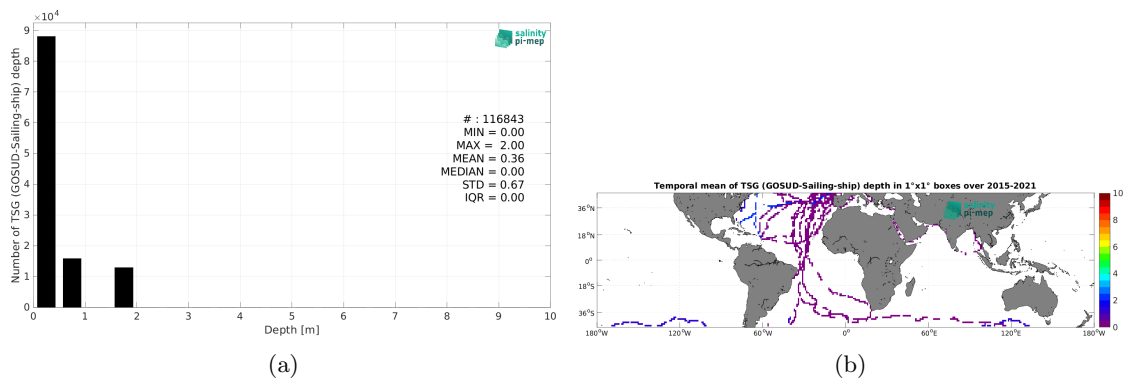 ×10⁴
9
8
7
6
5
4
3
2
1
0
Number of TSG (GOSUD-Sailing-ship) depth
salinity
pi-mep
# : 116843
MIN = 0.00
MAX = 2.00
MEAN = 0.36
MEDIAN = 0.00
STD = 0.67
IQR = 0.00
0 1 2 3 4 5 6 7 8 9 10
Depth [m]
(a)
Temporal mean of TSG (GOSUD-Sailing-ship) depth in 1°x1° boxes over 2015-2021
salinity
pi-mep
36°N
18°N
0°
18°S
36°S
180°W 120°W 60°W 0° 60°E 120°E 180°W
10
8
6
4
2
0
(b)